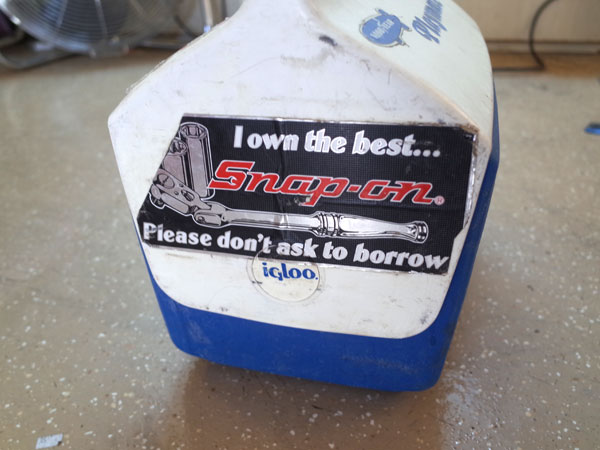 I own the best...
Snap-on®
Please don't ask to borrow
igloo.